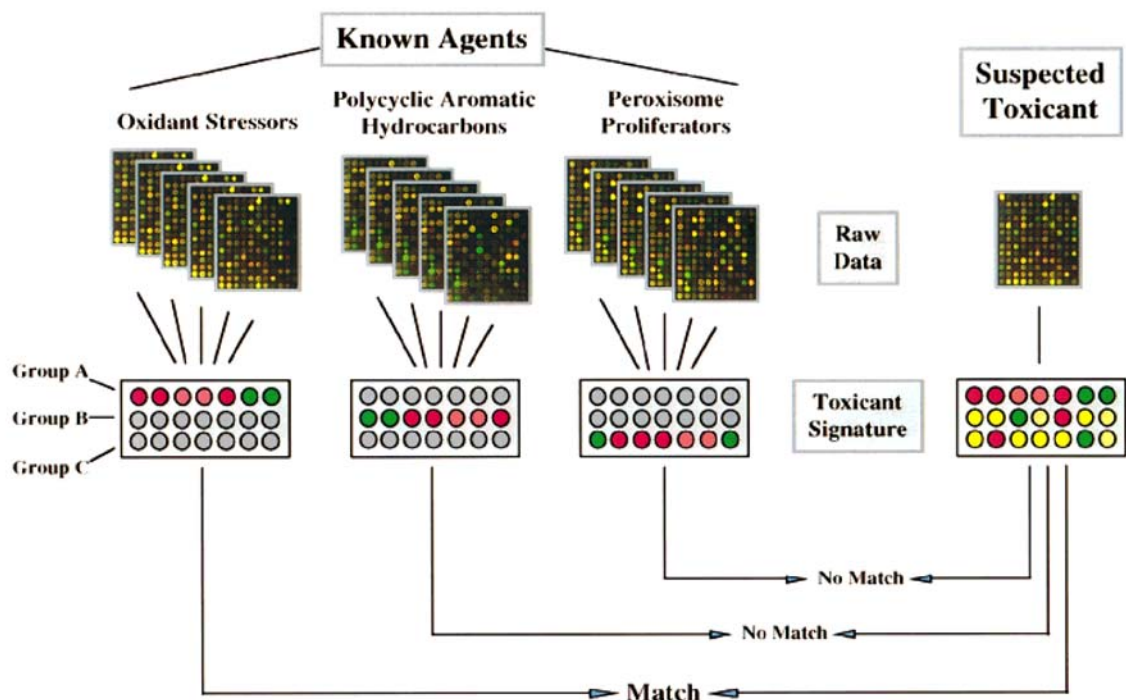 Known Agents
Suspected
Toxicant
Oxidant Stressors
Polycyclic Aromatic
Hydrocarbons
Peroxisome
Proliferators
Raw
Data
Group A
Group B
Group C
Toxicant
Signature
No Match
No Match
Match